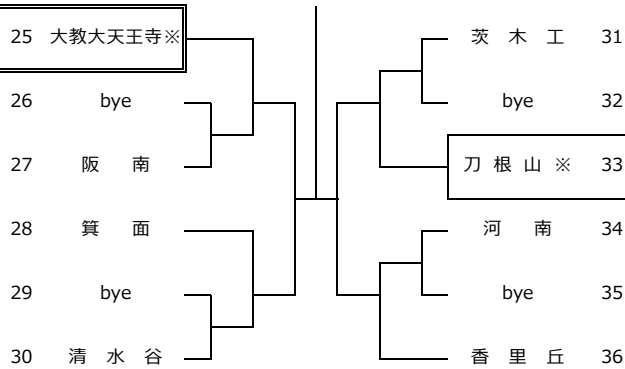 25 大教大天王寺※
26 bye
27 阪 南
28 箕 面
29 bye
30 清 水 谷
茨 木 工 31
bye 32
刀 根 山 ※ 33
河 南 34
bye 35
香 里 丘 36